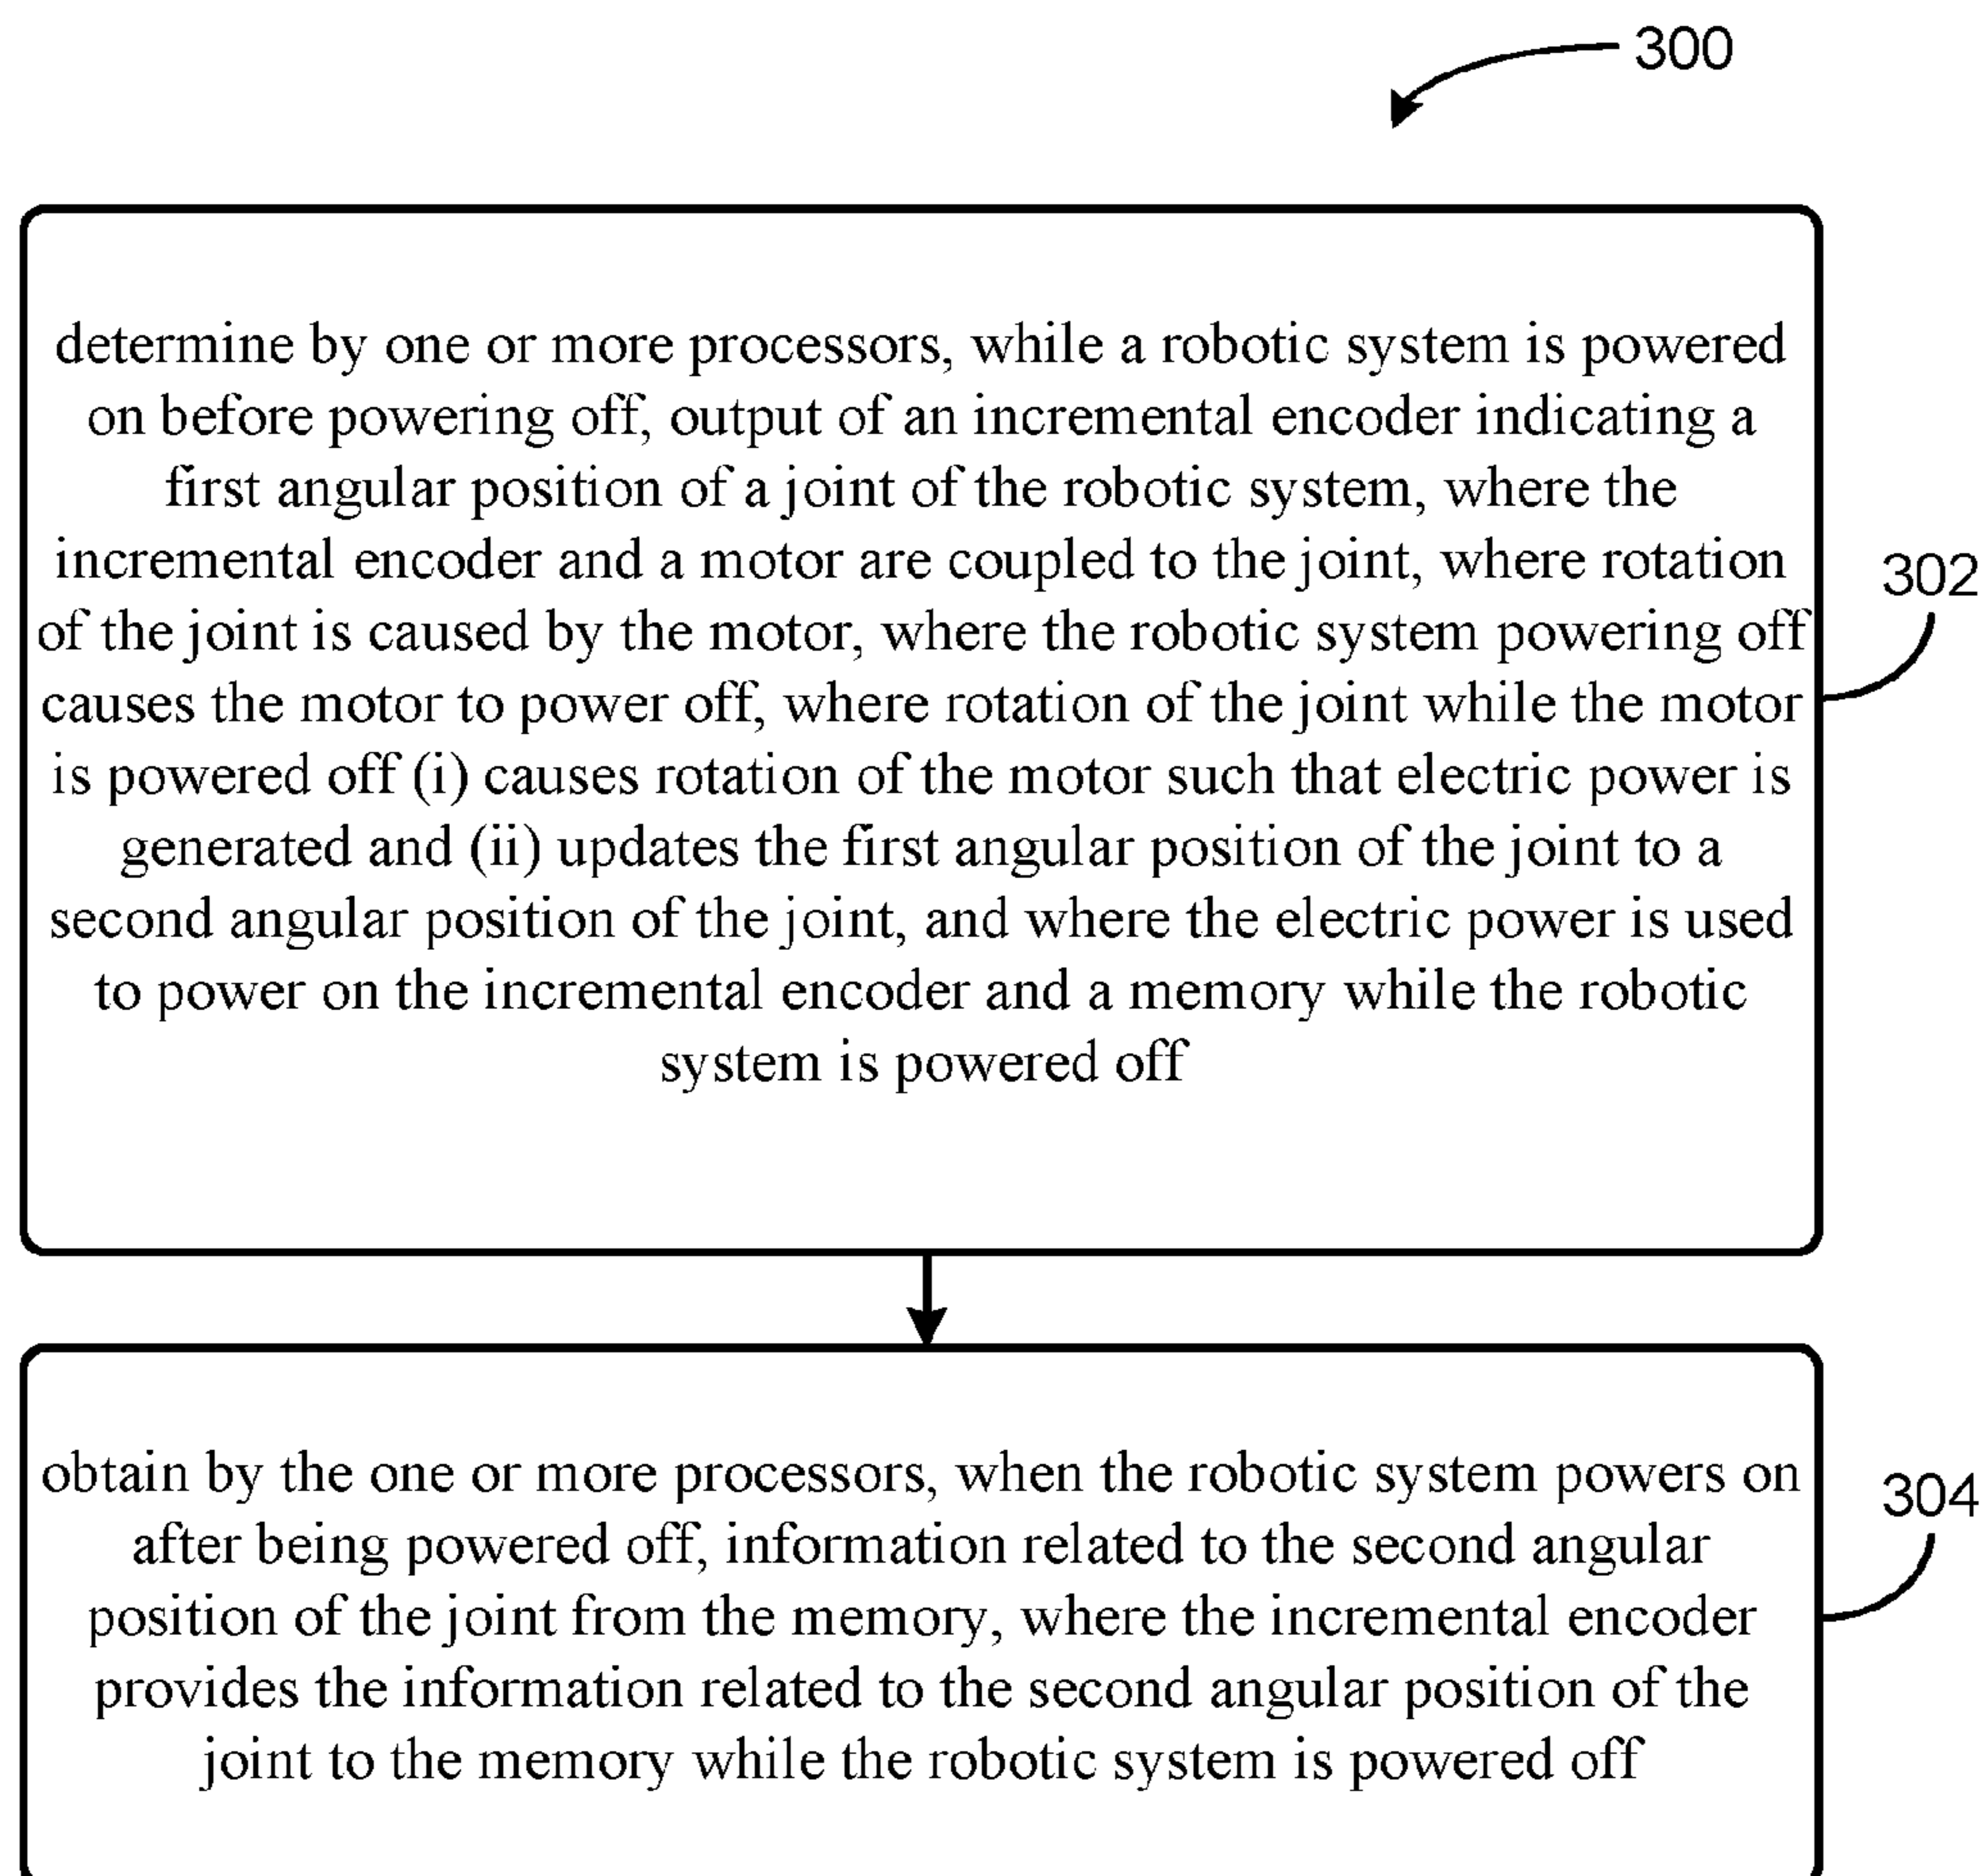 300
determine by one or more processors, while a robotic system is powered
on before powering off, output of an incremental encoder indicating a
first angular position of a joint of the robotic system, where the
incremental encoder and a motor are coupled to the joint, where rotation
of the joint is caused by the motor, where the robotic system powering off
causes the motor to power off, where rotation of the joint while the motor
is powered off (i) causes rotation of the motor such that electric power is
generated and (ii) updates the first angular position of the joint to a
second angular position of the joint, and where the electric power is used
to power on the incremental encoder and a memory while the robotic
system is powered off
302
obtain by the one or more processors, when the robotic system powers on
after being powered off, information related to the second angular
position of the joint from the memory, where the incremental encoder
provides the information related to the second angular position of the
joint to the memory while the robotic system is powered off
304